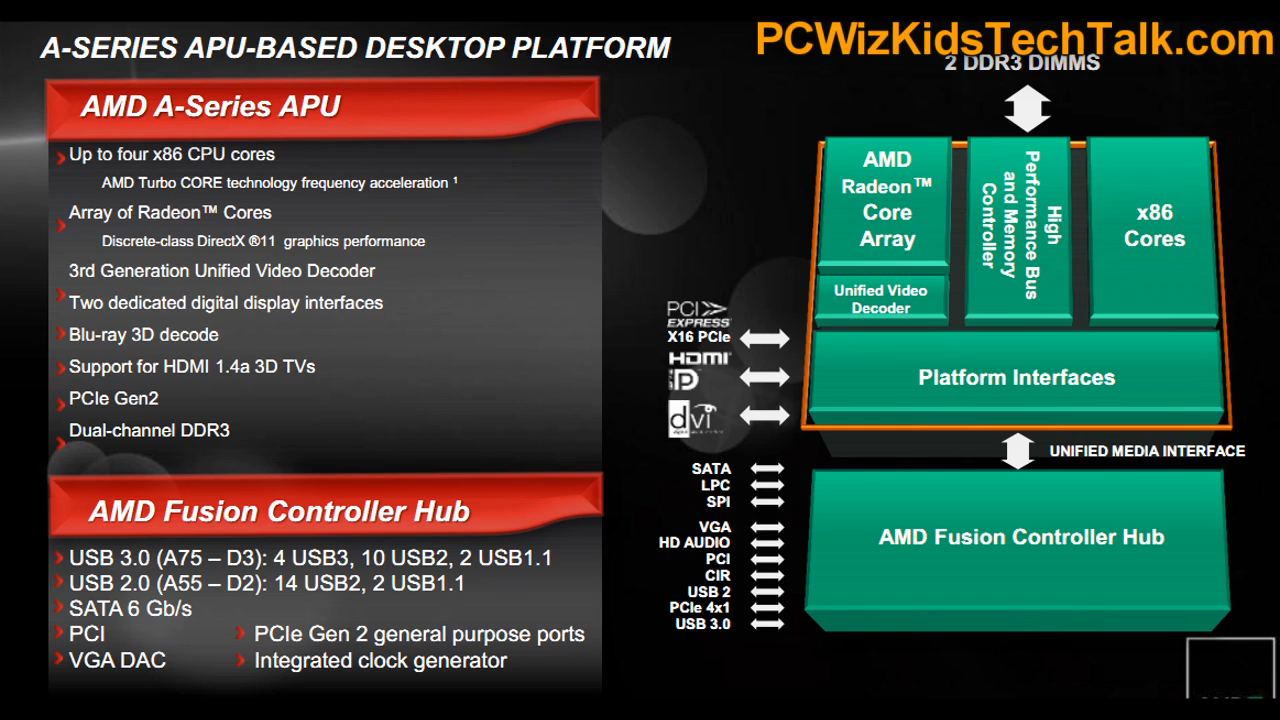 A-SERIES APU-BASED DESKTOP PLATFORM
PCWizKidsTechTalk.com
AMD A-Series APU
Up to four x86 CPU cores
AMD Turbo CORE technology frequency acceleration ¹
Array of Radeon™ Cores
Discrete-class DirectX ®11 graphics performance
3rd Generation Unified Video Decoder
Two dedicated digital display interfaces
Blu-ray 3D decode
Support for HDMI 1.4a 3D TVs
PCIe Gen2
Dual-channel DDR3
AMD Fusion Controller Hub
USB 3.0 (A75 – D3): 4 USB3, 10 USB2, 2 USB1.1
USB 2.0 (A55 – D2): 14 USB2, 2 USB1.1
SATA 6 Gb/s
PCI
PCIe Gen 2 general purpose ports
VGA DAC
Integrated clock generator
2 DDR3 DIMMS
AMD
Radeon™
Core
Array
Unified Video
Decoder
High
Performance Bus
and Memory
Controller
x86
Cores
PCI
EXPRESS
X16 PCIe
HDMI
DVI
Platform Interfaces
UNIFIED MEDIA INTERFACE
SATA
LPC
SPI
VGA
HD AUDIO
PCI
CIR
USB 2
PCIe 4x1
USB 3.0
AMD Fusion Controller Hub